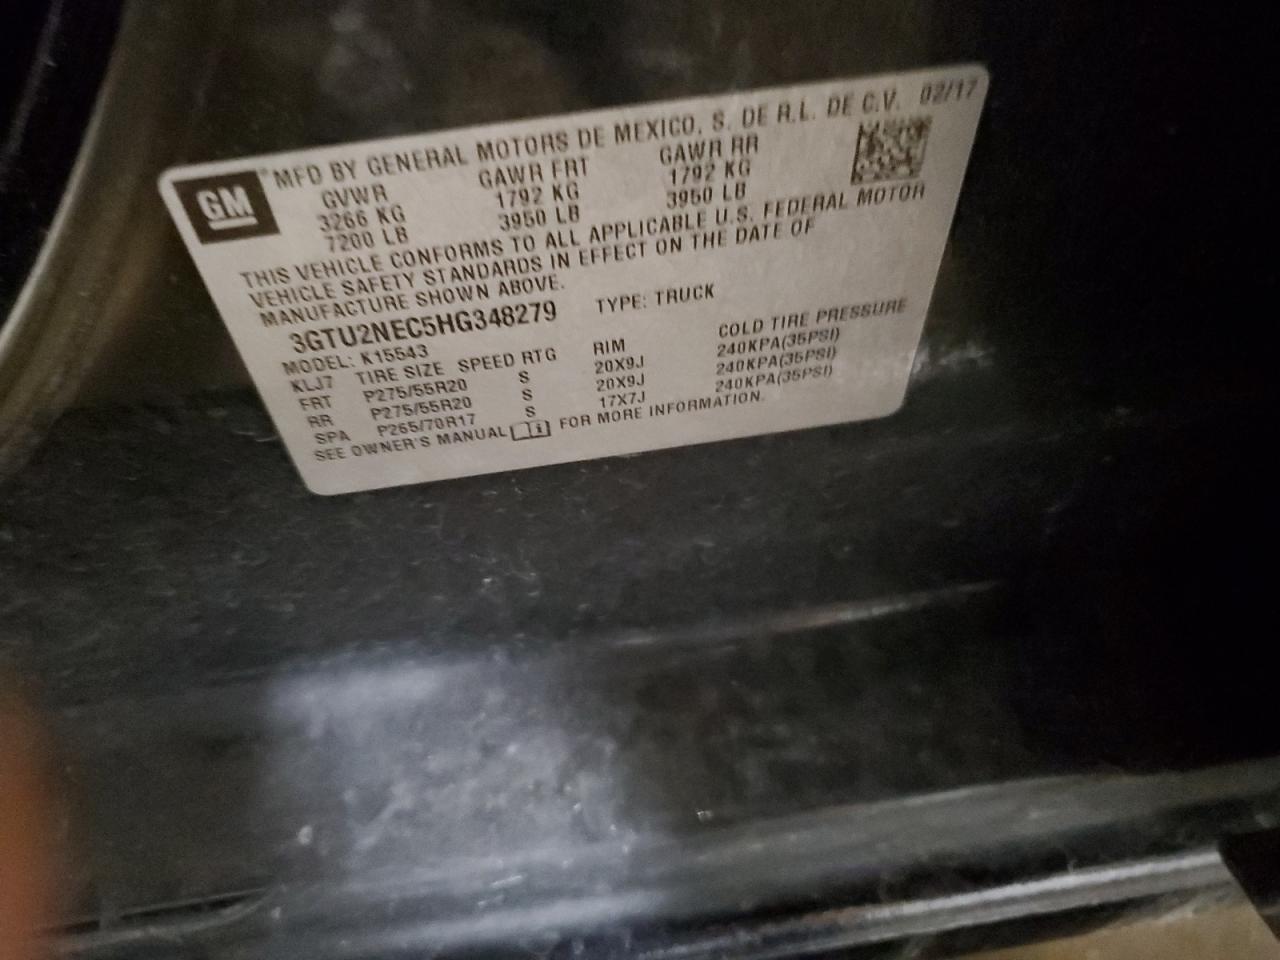 MFD BY GENERAL MOTORS DE MEXICO, S. DE R.L. DE C.V. 02/17
GM
GVWR GAWR FRT GAWR RR
3266 KG 1792 KG 1792 KG
7200 LB 3950 LB 3950 LB
THIS VEHICLE CONFORMS TO ALL APPLICABLE U.S. FEDERAL MOTOR
VEHICLE SAFETY STANDARDS IN EFFECT ON THE DATE OF
MANUFACTURE SHOWN ABOVE.
3GTU2NEC5HG348279 TYPE: TRUCK
MODEL: K15543
KLJ7 TIRE SIZE SPEED RTG RIM COLD TIRE PRESSURE
FRT P275/55R20 S 20X9J 240KPA(35PSI)
RR P275/55R20 S 20X9J 240KPA(35PSI)
SPA P265/70R17 S 17X7J 240KPA(35PSI)
SEE OWNER'S MANUAL FOR MORE INFORMATION.